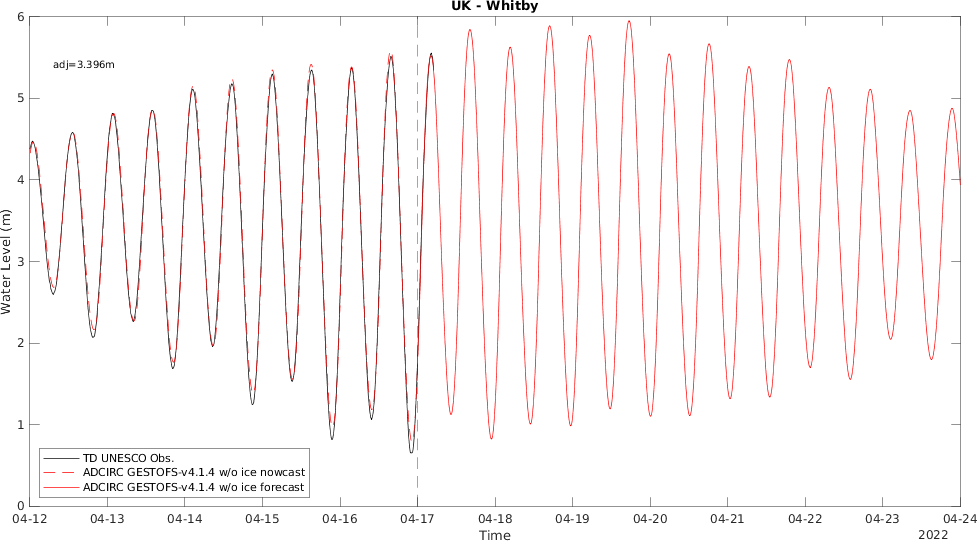 UK - Whitby
adj=3.396m
Water Level (m)
6
5
4
3
2
1
0
TD UNESCO Obs.
ADCIRC GESTOFS-v4.1.4 w/o ice nowcast
ADCIRC GESTOFS-v4.1.4 w/o ice forecast
04-12 04-13 04-14 04-15 04-16 04-17 04-18 04-19 04-20 04-21 04-22 04-23 04-24
Time
2022